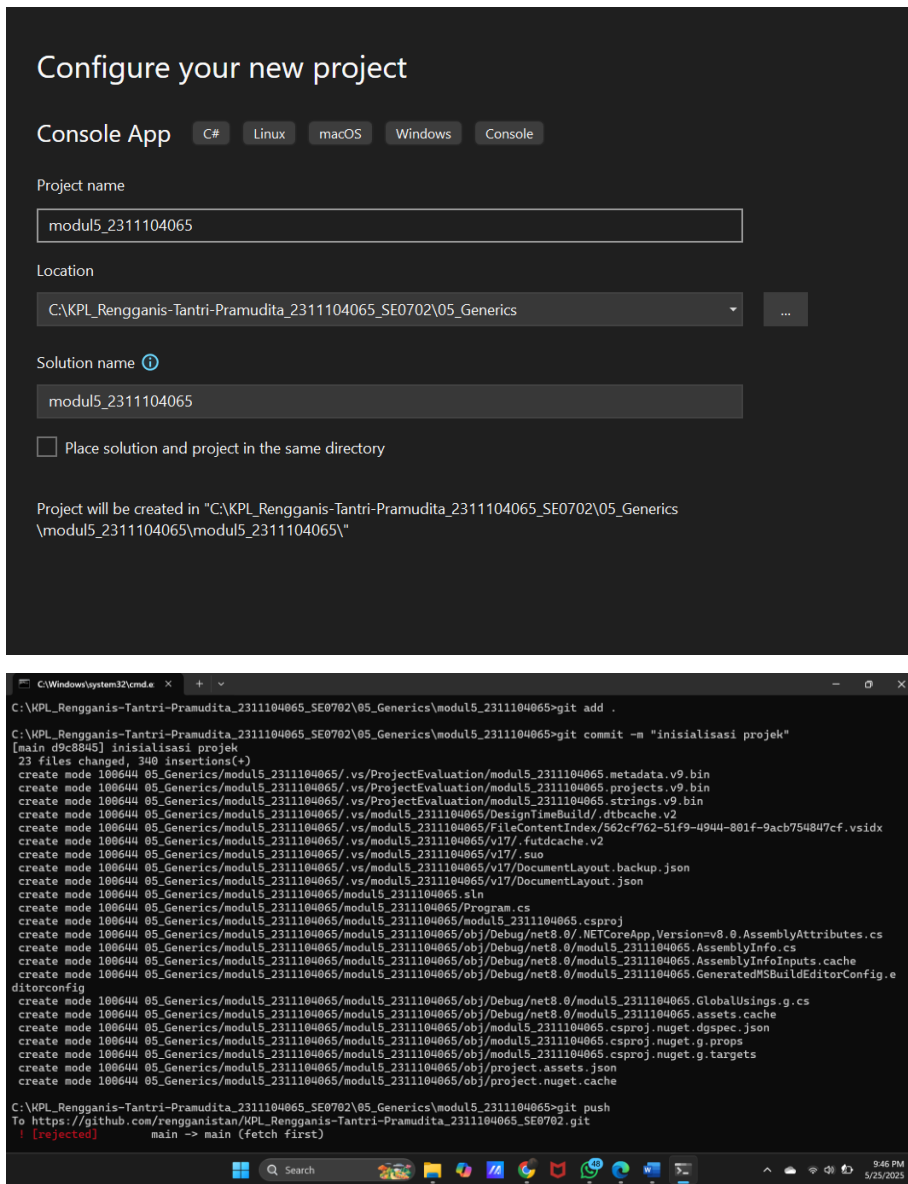 Configure your new project
Console App C# Linux macOS Windows Console
Project name
modul5_2311104065
Location
C:\KPL_Rengganis-Tantri-Pramudita_2311104065_SE0702\05_Generics
...
Solution name
modul5_2311104065
Place solution and project in the same directory
Project will be created in "C:\KPL_Rengganis-Tantri-Pramudita_2311104065_SE0702\05_Generics
\modul5_2311104065\modul5_2311104065\"
C:\Windows\system32\cmd.e
C:\KPL_Rengganis-Tantri-Pramudita_2311104065_SE0702\05_Generics\modul5_2311104065>git add .
C:\KPL_Rengganis-Tantri-Pramudita_2311104065_SE0702\05_Generics\modul5_2311104065>git commit -m "inisialisasi projek"
[main d9c8845] inisialisasi projek
23 files changed, 340 insertions(+)
create mode 100644 05_Generics/modul5_2311104065/.vs/ProjectEvaluation/modul5_2311104065.metadata.v9.bin
create mode 100644 05_Generics/modul5_2311104065/.vs/ProjectEvaluation/modul5_2311104065.projects.v9.bin
create mode 100644 05_Generics/modul5_2311104065/.vs/ProjectEvaluation/modul5_2311104065.strings.v9.bin
create mode 100644 05_Generics/modul5_2311104065/.vs/modul5_2311104065/DesignTimeBuild/.dtbcache.v2
create mode 100644 05_Generics/modul5_2311104065/.vs/modul5_2311104065/FileContentIndex/562cf762-51f9-4944-801f-9acb754847cf.vsidx
create mode 100644 05_Generics/modul5_2311104065/.vs/modul5_2311104065/v17/.futdcache.v2
create mode 100644 05_Generics/modul5_2311104065/.vs/modul5_2311104065/v17/.suo
create mode 100644 05_Generics/modul5_2311104065/.vs/modul5_2311104065/v17/DocumentLayout.backup.json
create mode 100644 05_Generics/modul5_2311104065/.vs/modul5_2311104065/v17/DocumentLayout.json
create mode 100644 05_Generics/modul5_2311104065/modul5_2311104065.sln
create mode 100644 05_Generics/modul5_2311104065/modul5_2311104065/Program.cs
create mode 100644 05_Generics/modul5_2311104065/modul5_2311104065/modul5_2311104065.csproj
create mode 100644 05_Generics/modul5_2311104065/modul5_2311104065/obj/Debug/net8.0/.NETCoreApp,Version=v8.0.AssemblyAttributes.cs
create mode 100644 05_Generics/modul5_2311104065/modul5_2311104065/obj/Debug/net8.0/modul5_2311104065.AssemblyInfo.cs
create mode 100644 05_Generics/modul5_2311104065/modul5_2311104065/obj/Debug/net8.0/modul5_2311104065.AssemblyInfoInputs.cache
create mode 100644 05_Generics/modul5_2311104065/modul5_2311104065/obj/Debug/net8.0/modul5_2311104065.GeneratedMSBuildEditorConfig.e
ditorconfig
create mode 100644 05_Generics/modul5_2311104065/modul5_2311104065/obj/Debug/net8.0/modul5_2311104065.GlobalUsings.g.cs
create mode 100644 05_Generics/modul5_2311104065/modul5_2311104065/obj/Debug/net8.0/modul5_2311104065.assets.cache
create mode 100644 05_Generics/modul5_2311104065/modul5_2311104065/obj/modul5_2311104065.csproj.nuget.dgspec.json
create mode 100644 05_Generics/modul5_2311104065/modul5_2311104065/obj/modul5_2311104065.csproj.nuget.g.props
create mode 100644 05_Generics/modul5_2311104065/modul5_2311104065/obj/modul5_2311104065.csproj.nuget.g.targets
create mode 100644 05_Generics/modul5_2311104065/modul5_2311104065/obj/project.assets.json
create mode 100644 05_Generics/modul5_2311104065/modul5_2311104065/obj/project.nuget.cache
C:\KPL_Rengganis-Tantri-Pramudita_2311104065_SE0702\05_Generics\modul5_2311104065>git push
To https://github.com/rengganistan/KPL_Rengganis-Tantri-Pramudita_2311104065_SE0702.git
! [rejected] main -> main (fetch first)
Search
48
9:46 PM
5/25/2025